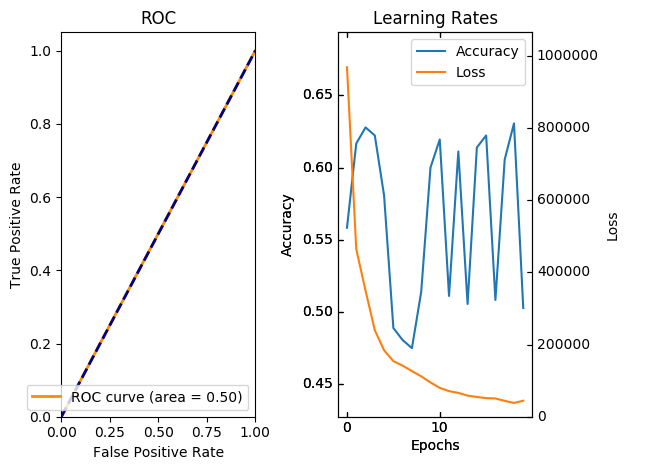 ROC
True Positive Rate
1.0
0.8
0.6
0.4
0.2
0.0
ROC curve (area = 0.50)
0.00 0.25 0.50 0.75 1.00
False Positive Rate
Learning Rates
Accuracy
0.65
0.60
0.55
0.50
0.45
Accuracy
Loss
1000000
800000
600000
400000
200000
0
Loss
0 10
Epochs